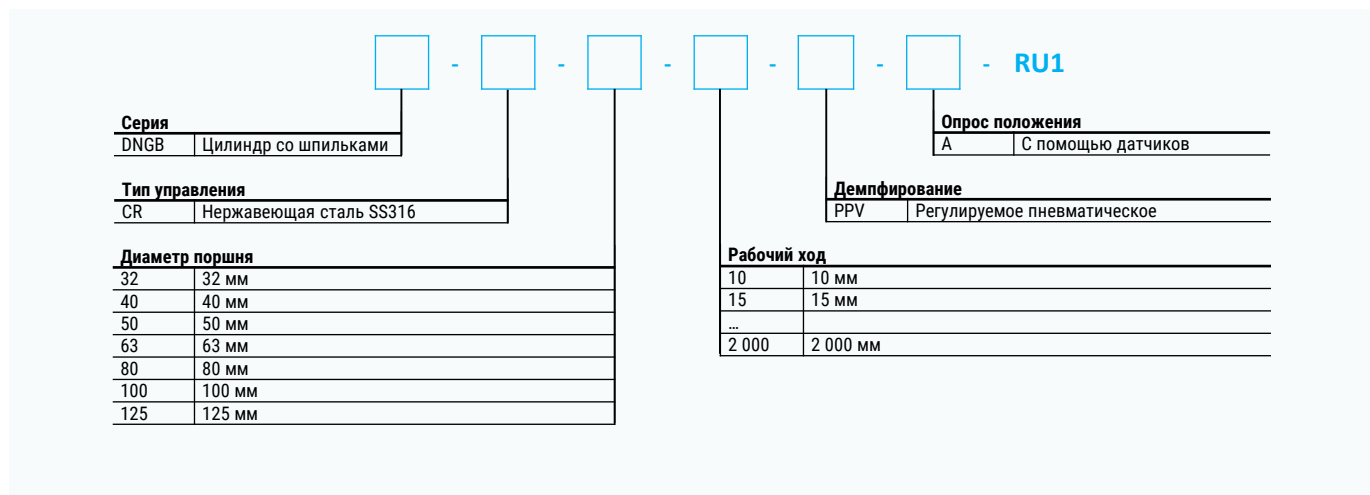 - - - - - - RU1
Серия
DNGB Цилиндр со шпильками
Тип управления
CR Нержавеющая сталь SS316
Диаметр поршня
32 32 мм
40 40 мм
50 50 мм
63 63 мм
80 80 мм
100 100 мм
125 125 мм
Опрос положения
A С помощью датчиков
Демпфирование
PPV Регулируемое пневматическое
Рабочий ход
10 10 мм
15 15 мм
...
2 000 2 000 мм